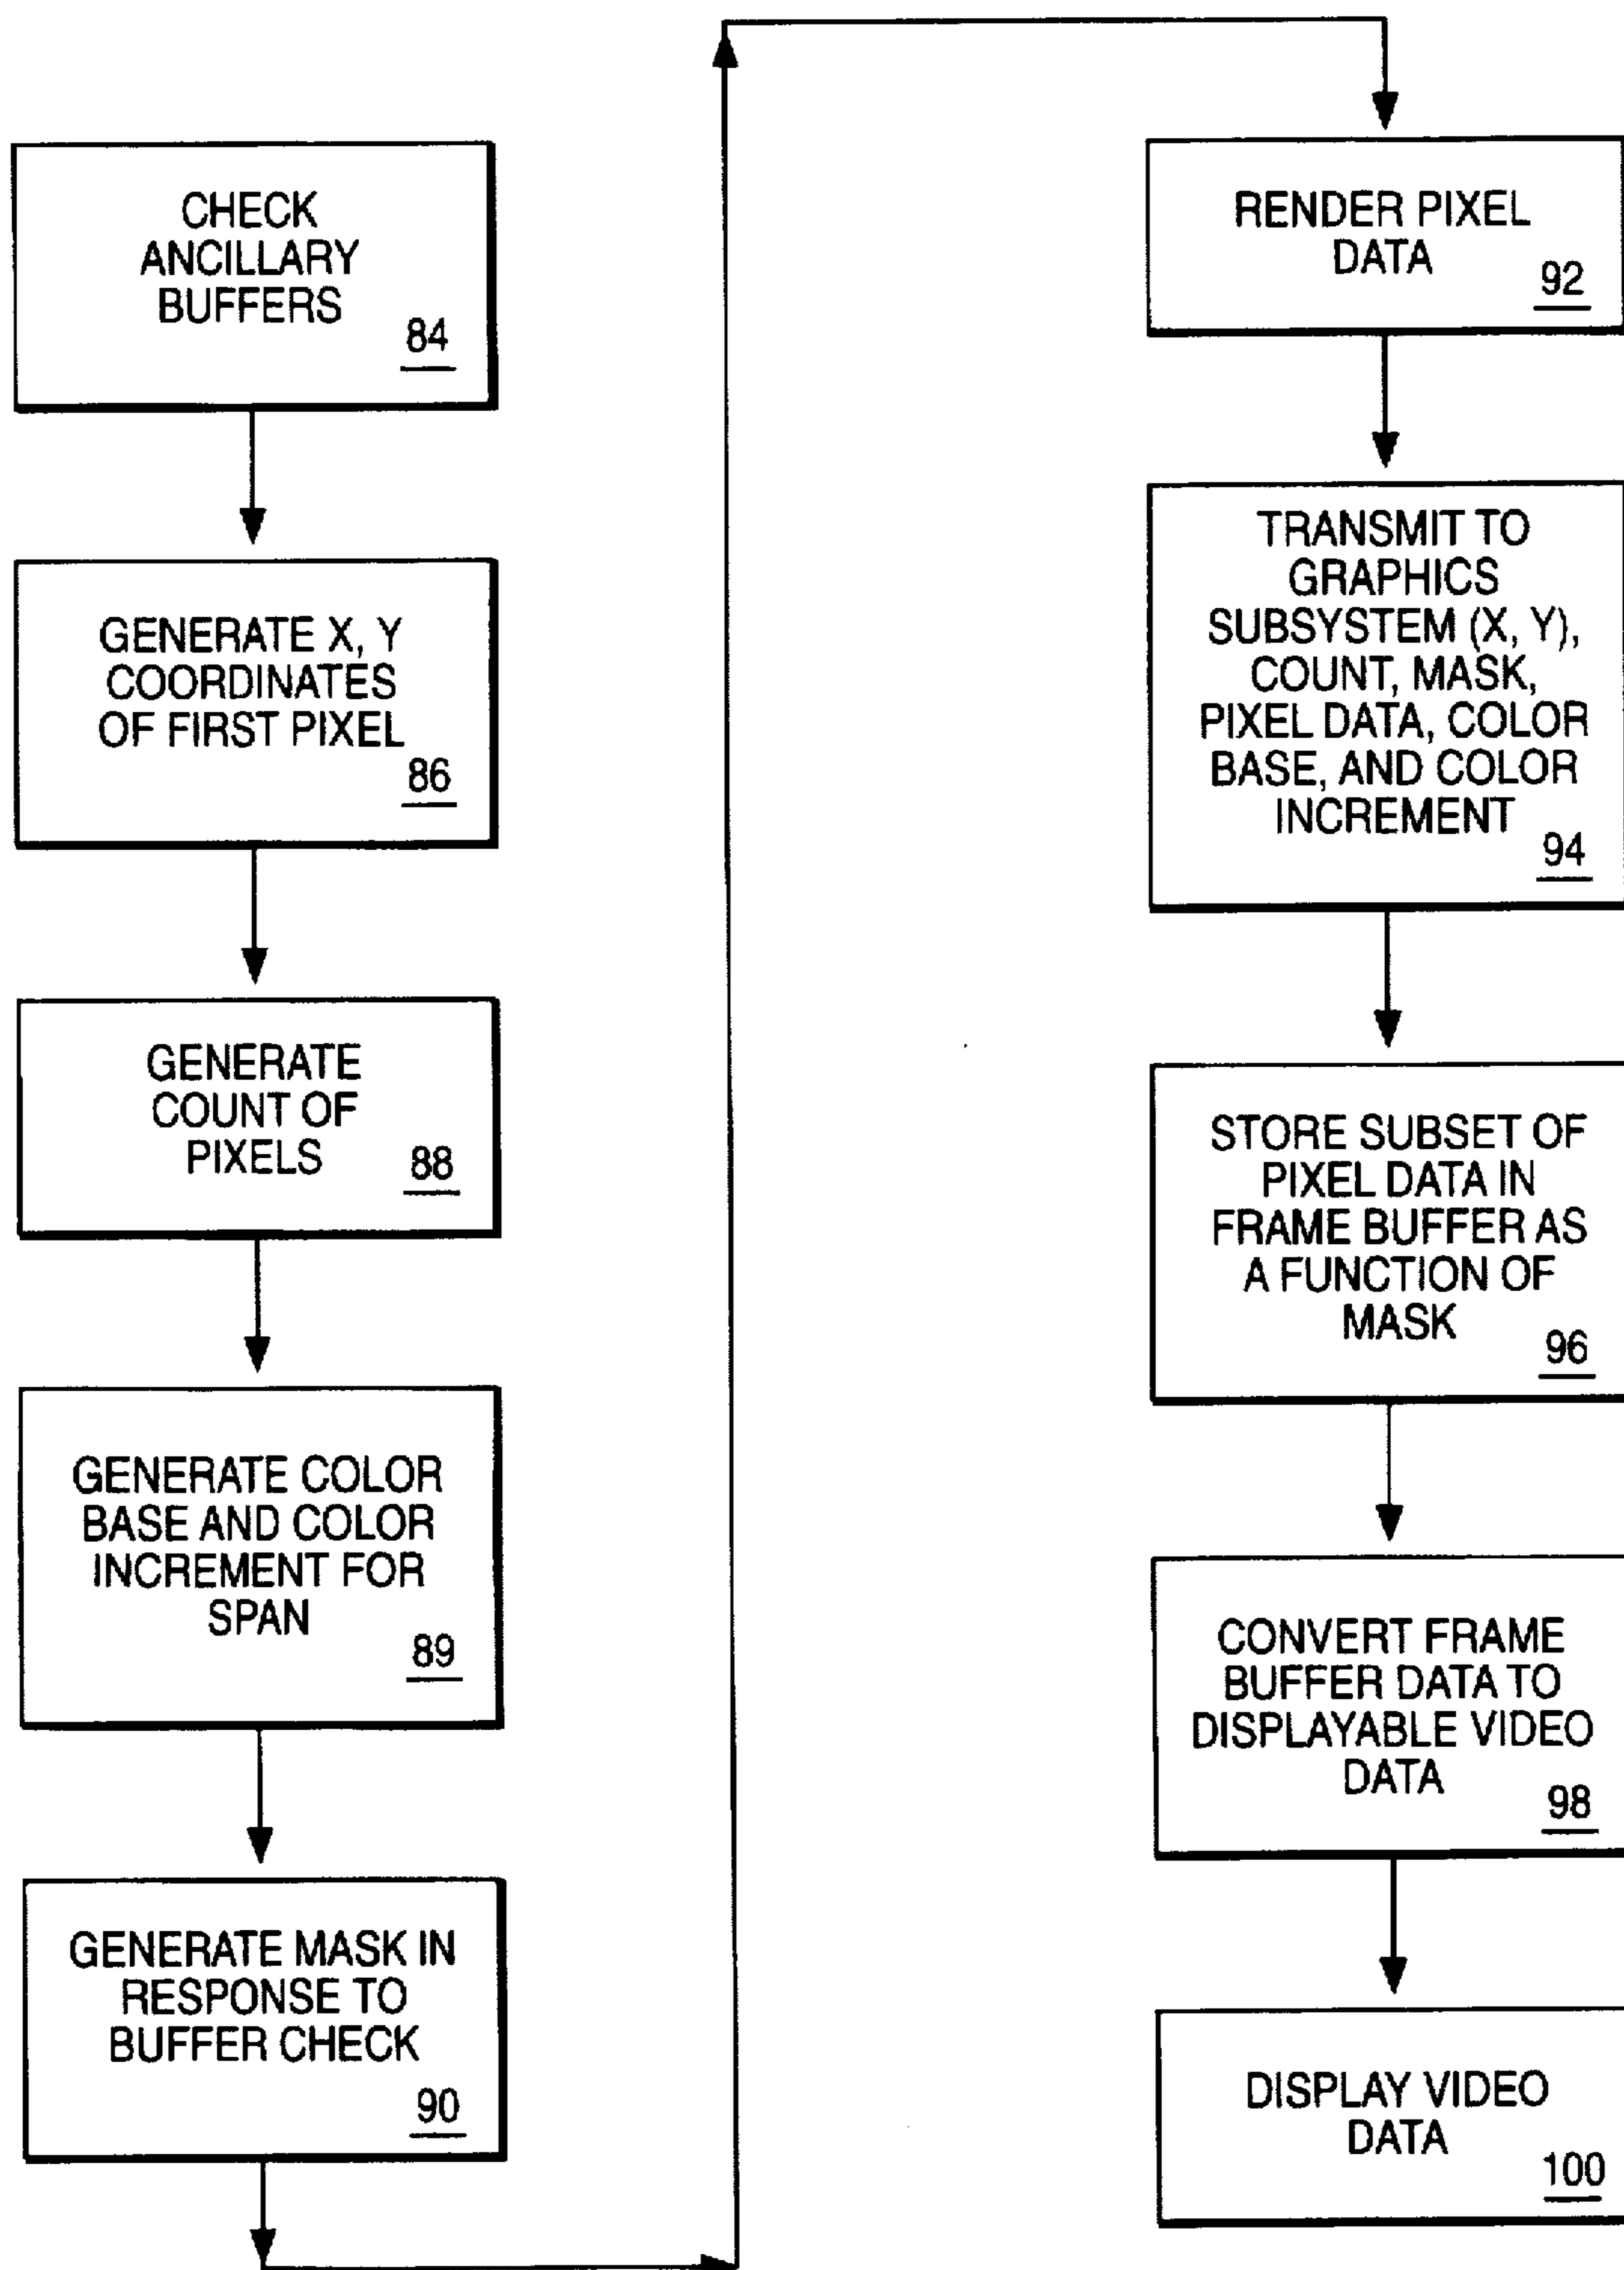 CHECK
ANCILLARY
BUFFERS
84
GENERATE X, Y
COORDINATES
OF FIRST PIXEL
86
GENERATE
COUNT OF
PIXELS
88
GENERATE COLOR
BASE AND COLOR
INCREMENT FOR
SPAN
89
GENERATE MASK IN
RESPONSE TO
BUFFER CHECK
90
RENDER PIXEL
DATA
92
TRANSMIT TO
GRAPHICS
SUBSYSTEM (X, Y),
COUNT, MASK,
PIXEL DATA, COLOR
BASE, AND COLOR
INCREMENT
94
STORE SUBSET OF
PIXEL DATA IN
FRAME BUFFER AS
A FUNCTION OF
MASK
96
CONVERT FRAME
BUFFER DATA TO
DISPLAYABLE VIDEO
DATA
98
DISPLAY VIDEO
DATA
100